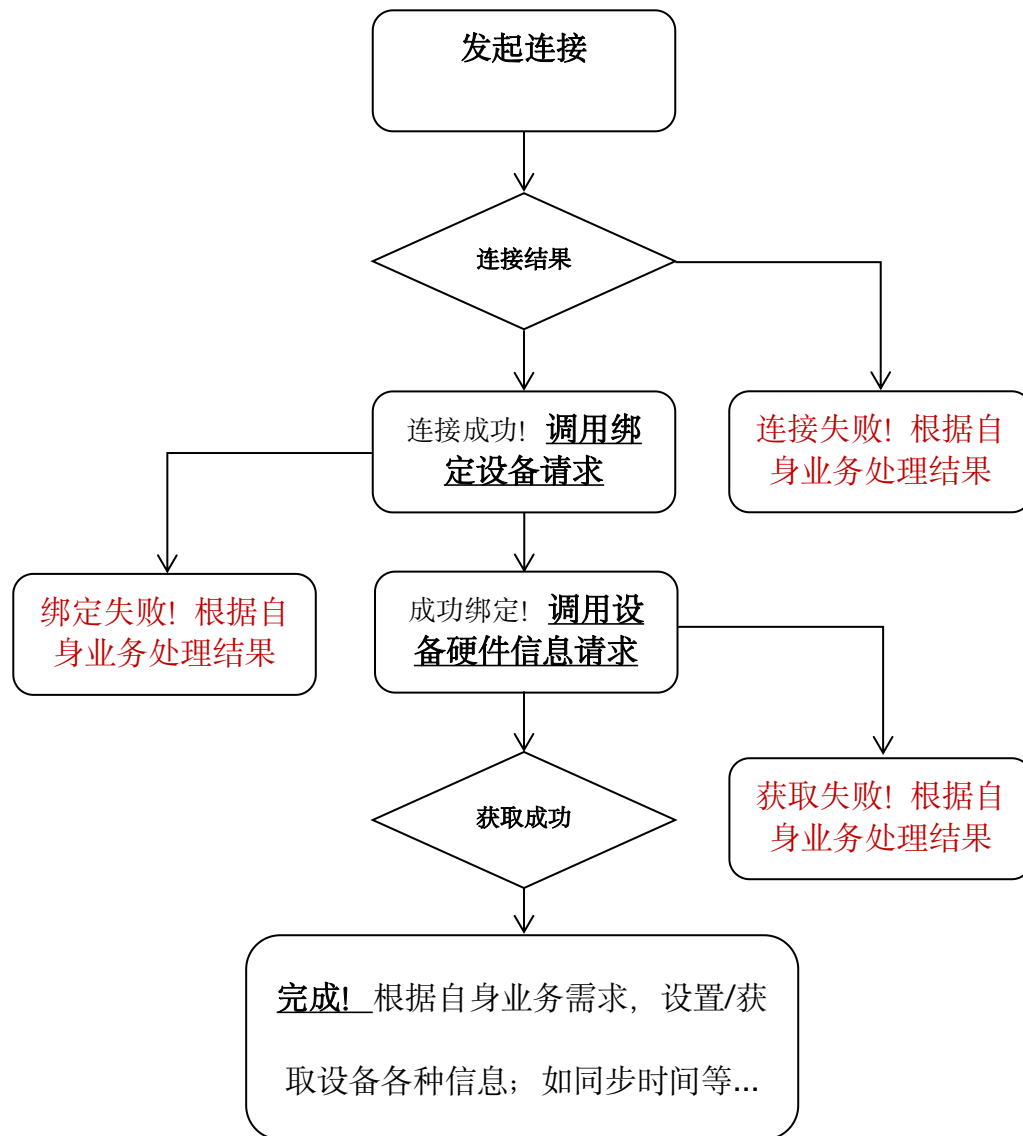 发起连接
连接结果
连接成功！调用绑
定设备请求
连接失败！根据自
身业务处理结果
绑定失败！根据自
身业务处理结果
成功绑定！调用设
备硬件信息请求
获取失败！根据自
身业务处理结果
获取成功
完成！根据自身业务需求，设置/获
取设备各种信息；如同步时间等...